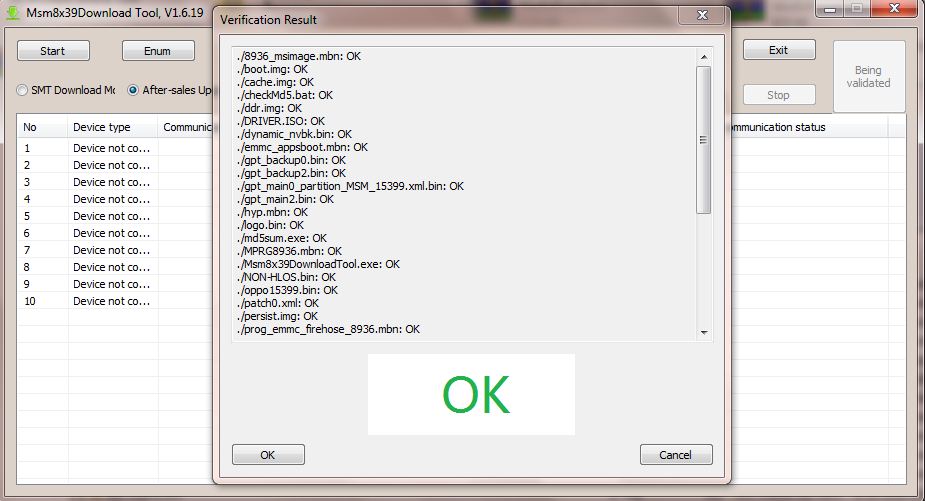 Msm8x39Download Tool, V1.6.19
Verification Result
Start
Enum
Exit
Being
validated
SMT Download Mo
After-sales Up
Stop
No
Device type
Communic
mmunication status
1 Device not co...
2 Device not co...
3 Device not co...
4 Device not co...
5 Device not co...
6 Device not co...
7 Device not co...
8 Device not co...
9 Device not co...
10 Device not co...
./8936_msimage.mbn: OK
./boot.img: OK
./cache.img: OK
./checkMd5.bat: OK
./ddr.img: OK
./DRIVER.ISO: OK
./dynamic_nvbk.bin: OK
./emmc_appsboot.mbn: OK
./gpt_backup0.bin: OK
./gpt_backup2.bin: OK
./gpt_main0_partition_MSM_15399.xml.bin: OK
./gpt_main2.bin: OK
./hyp.mbn: OK
./logo.bin: OK
./md5sum.exe: OK
./MPRG8936.mbn: OK
./Msm8x39DownloadTool.exe: OK
./NON-HLOS.bin: OK
./oppo15399.bin: OK
./patch0.xml: OK
./persist.img: OK
./prog_emmc_firehose_8936.mbn: OK
OK
OK
Cancel